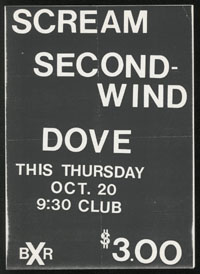 SCREAM
SECOND-
WIND
DOVE
THIS THURSDAY
OCT. 20
9:30 CLUB
BXR
$3.00